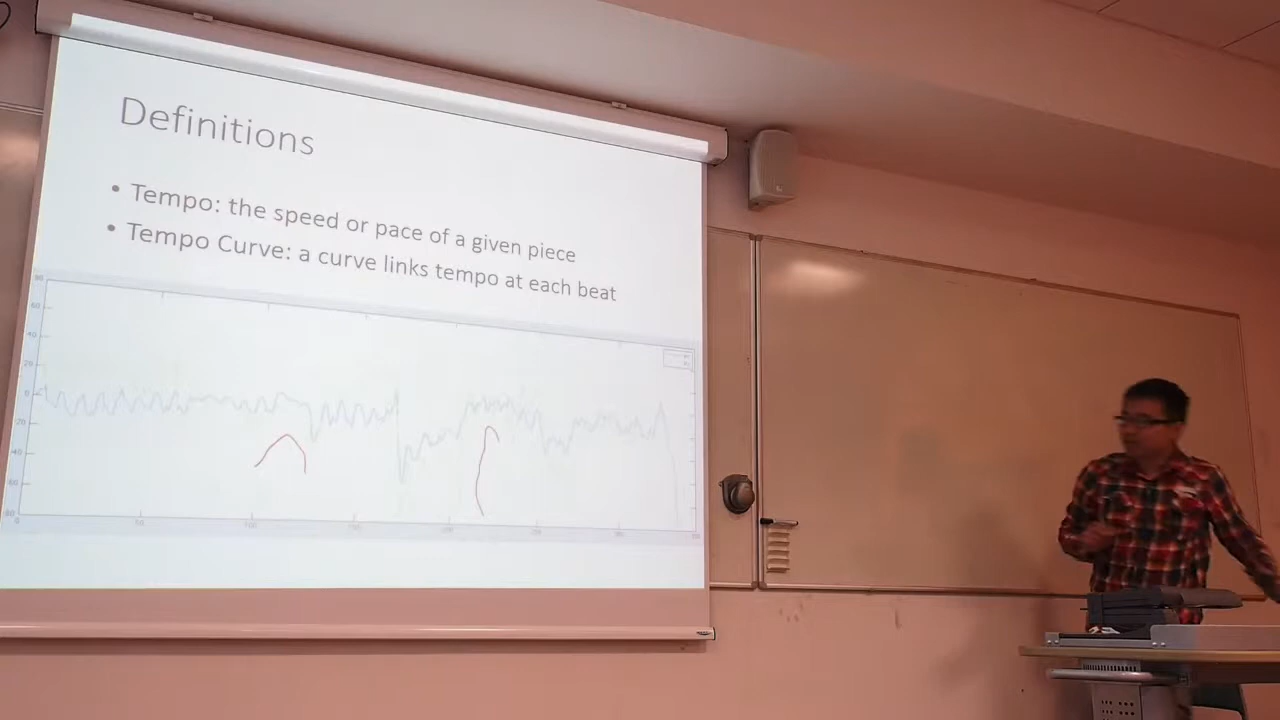 Definitions
• Tempo: the speed or pace of a given piece
• Tempo Curve: a curve links tempo at each beat